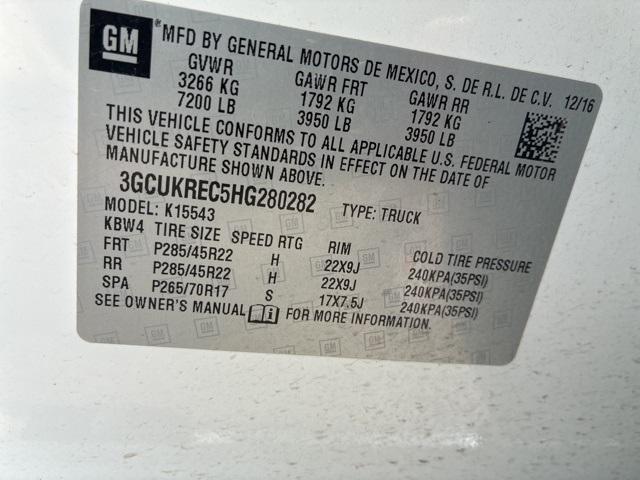 GM ®MFD BY GENERAL MOTORS DE MEXICO, S. DE R.L. DE C.V. 12/16
GVWR GAWR FRT GAWR RR
3266 KG 1792 KG 1792 KG
7200 LB 3950 LB 3950 LB
THIS VEHICLE CONFORMS TO ALL APPLICABLE U.S. FEDERAL MOTOR
VEHICLE SAFETY STANDARDS IN EFFECT ON THE DATE OF
MANUFACTURE SHOWN ABOVE.
3GCUKREC5HG280282 TYPE: TRUCK
MODEL: K15543
KBW4 TIRE SIZE SPEED RTG RIM COLD TIRE PRESSURE
FRT P285/45R22 H 22X9J 240KPA(35PSI)
RR P285/45R22 H 22X9J 240KPA(35PSI)
SPA P265/70R17 S 17X7.5J 240KPA(35PSI)
SEE OWNER'S MANUAL FOR MORE INFORMATION.